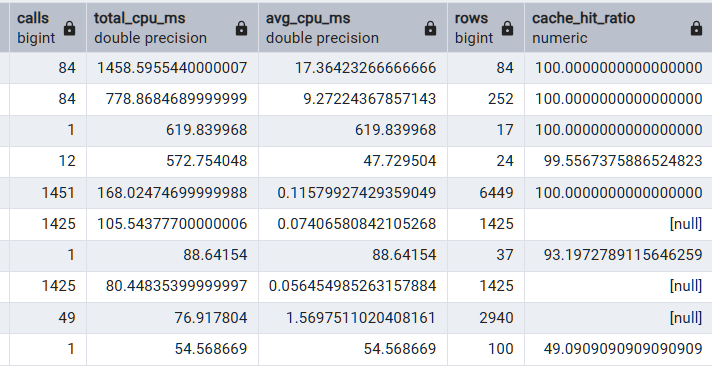 calls total_cpu_ms avg_cpu_ms rows cache_hit_ratio
bigint double precision double precision bigint numeric
84 1458.5955440000007 17.36423266666666 84 100.0000000000000000
84 778.8684689999999 9.27224367857143 252 100.0000000000000000
1 619.839968 619.839968 17 100.0000000000000000
12 572.754048 47.729504 24 99.5567375886524823
1451 168.02474699999988 0.11579927429359049 6449 100.0000000000000000
1425 105.54377700000006 0.07406580842105268 1425 [null]
1 88.64154 88.64154 37 93.1972789115646259
1425 80.44835399999997 0.056454985263157884 1425 [null]
49 76.917804 1.5697511020408161 2940 [null]
1 54.568669 54.568669 100 49.0909090909090909